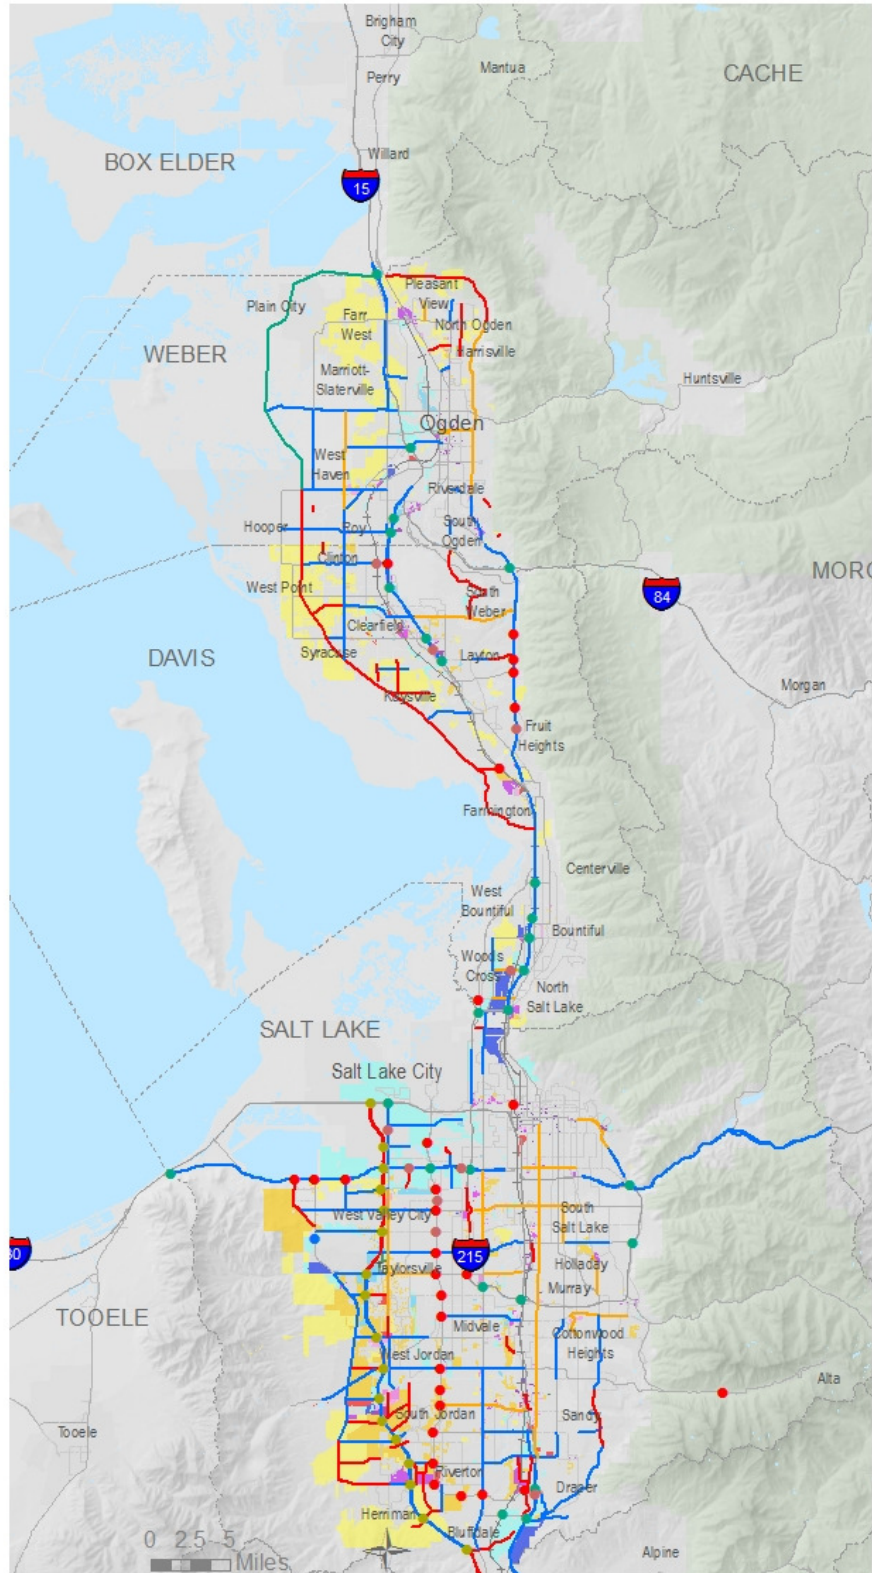 Brigham
City
Perry
Mantua
CACHE
BOX ELDER
Willard
15
Pleasant
View
Plain City
Farr
West
North Ogden
Harrisville
WEBER
Marriott-
Slaterville
Huntsville
Ogden
West
Haven
Riverdale
Hooper
Roy
South
Ogden
Clinton
West Point
South
Weber
84
MORG
Clearfield
Syracuse
Layton
DAVIS
Morgan
Kaysville
Fruit
Heights
Farmington
Centerville
West
Bountiful
Bountiful
Woods
Cross
North
Salt Lake
SALT LAKE
Salt Lake City
West Valley City
South
Salt Lake
80
215
Taylorsville
Holladay
Murray
TOOELE
Midvale
Cottonwood
Heights
West Jordan
Alta
South Jordan
Sandy
Tooele
Riverton
Draper
Herriman
Bluffdale
Alpine
0 2.5 5
Miles